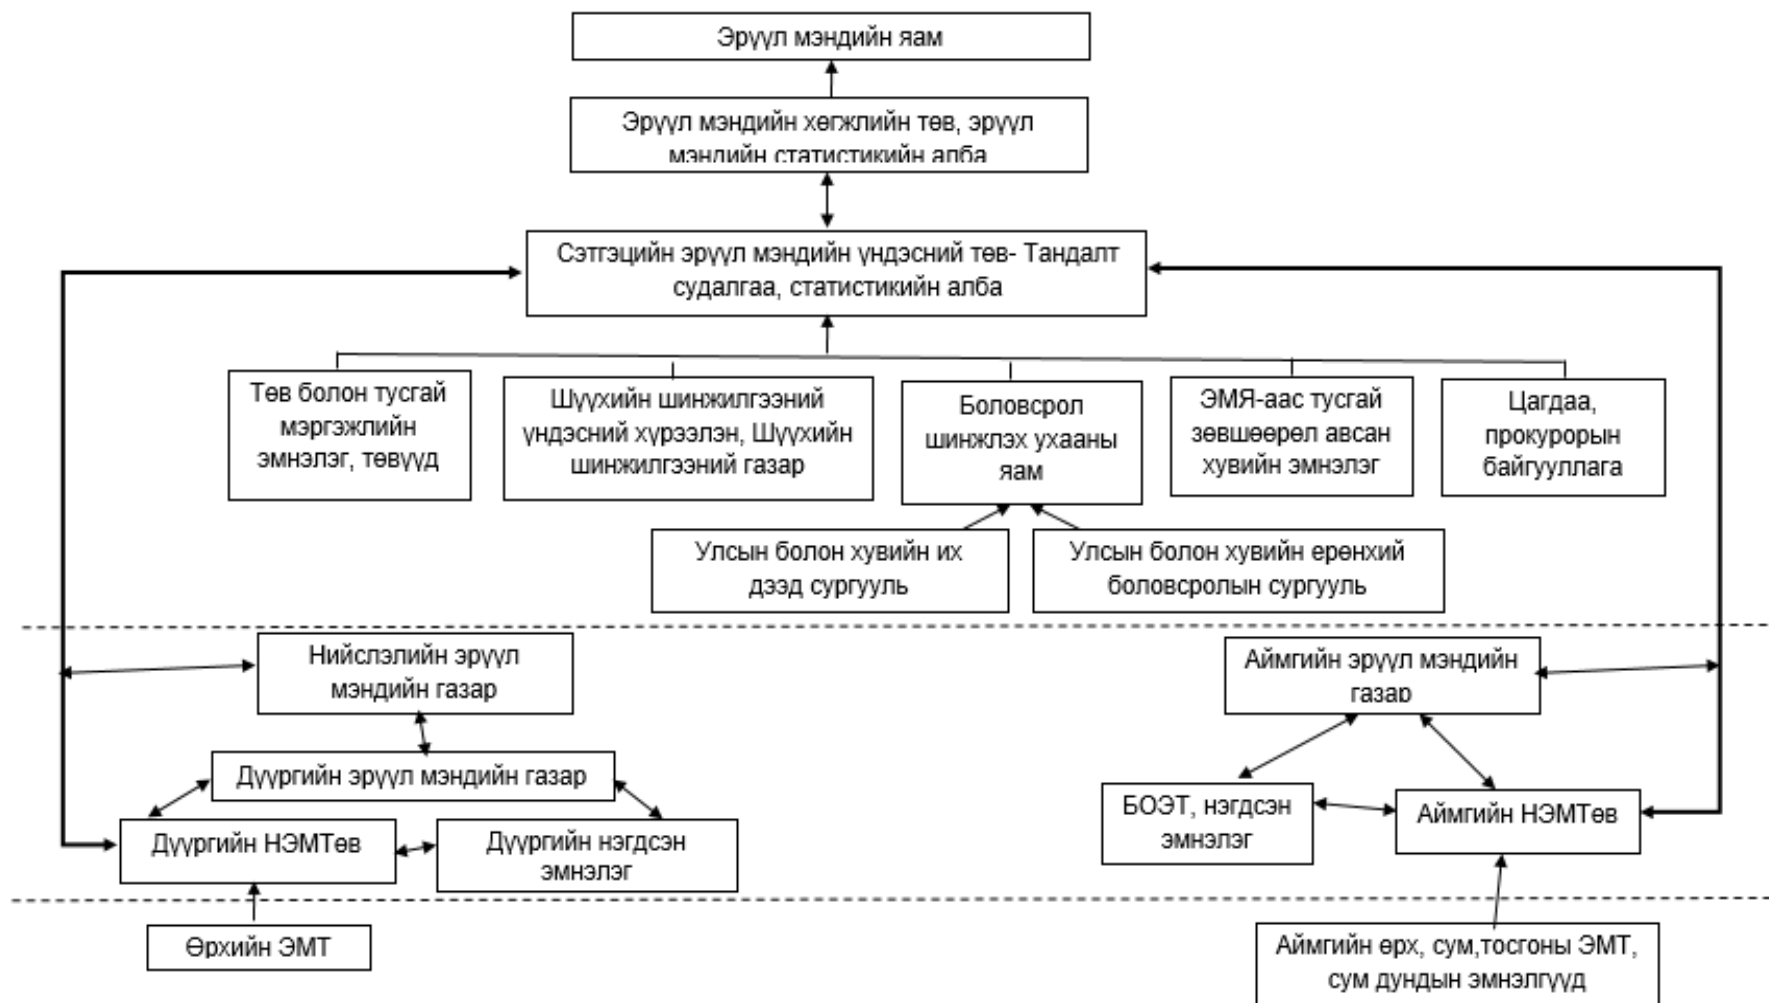 Эрүүл мэндийн яам
Эрүүл мэндийн хөгжлийн төв, эрүүл
мэндийн статистикийн алба
Сэтгэцийн эрүүл мэндийн үндэсний төв- Тандалт
судалгаа, статистикийн алба
Төв болон тусгай
мэргэжлийн
эмнэлэг, төвүүд
Шүүхийн шинжилгээний
үндэсний хүрээлэн, Шүүхийн
шинжилгээний газар
Боловсрол
шинжлэх ухааны
яам
ЭМЯ-аас тусгай
зөвшөөрөл авсан
хувийн эмнэлэг
Цагдаа,
прокурорын
байгууллага
Улсын болон хувийн их
дээд сургууль
Улсын болон хувийн ерөнхий
боловсролын сургууль
Нийслэлийн эрүүл
мэндийн газар
Аймгийн эрүүл мэндийн
газар
Дүүргийн эрүүл мэндийн газар
Дүүргийн НЭМТөв
Дүүргийн нэгдсэн
эмнэлэг
БОЭТ, нэгдсэн
эмнэлэг
Аймгийн НЭМТөв
Өрхийн ЭМТ
Аймгийн өрх, сум,тосгоны ЭМТ,
сум дундын эмнэлгүүд